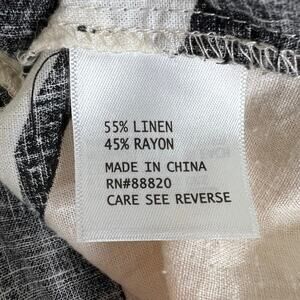 55% LINEN
45% RAYON
MADE IN CHINA
RN#88820
CARE SEE REVERSE